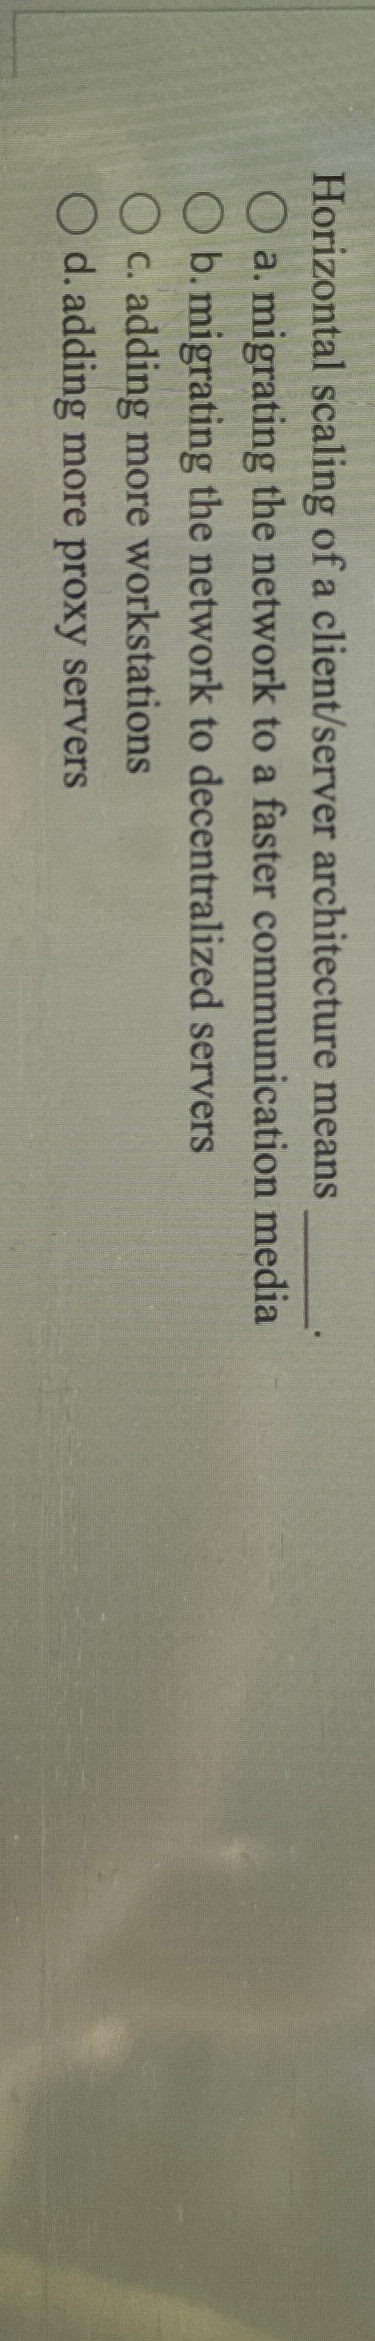 Horizontal scaling of a client/server architecture means ______.
a. migrating the network to a faster communication media
b. migrating the network to decentralized servers
c. adding more workstations
d. adding more proxy servers